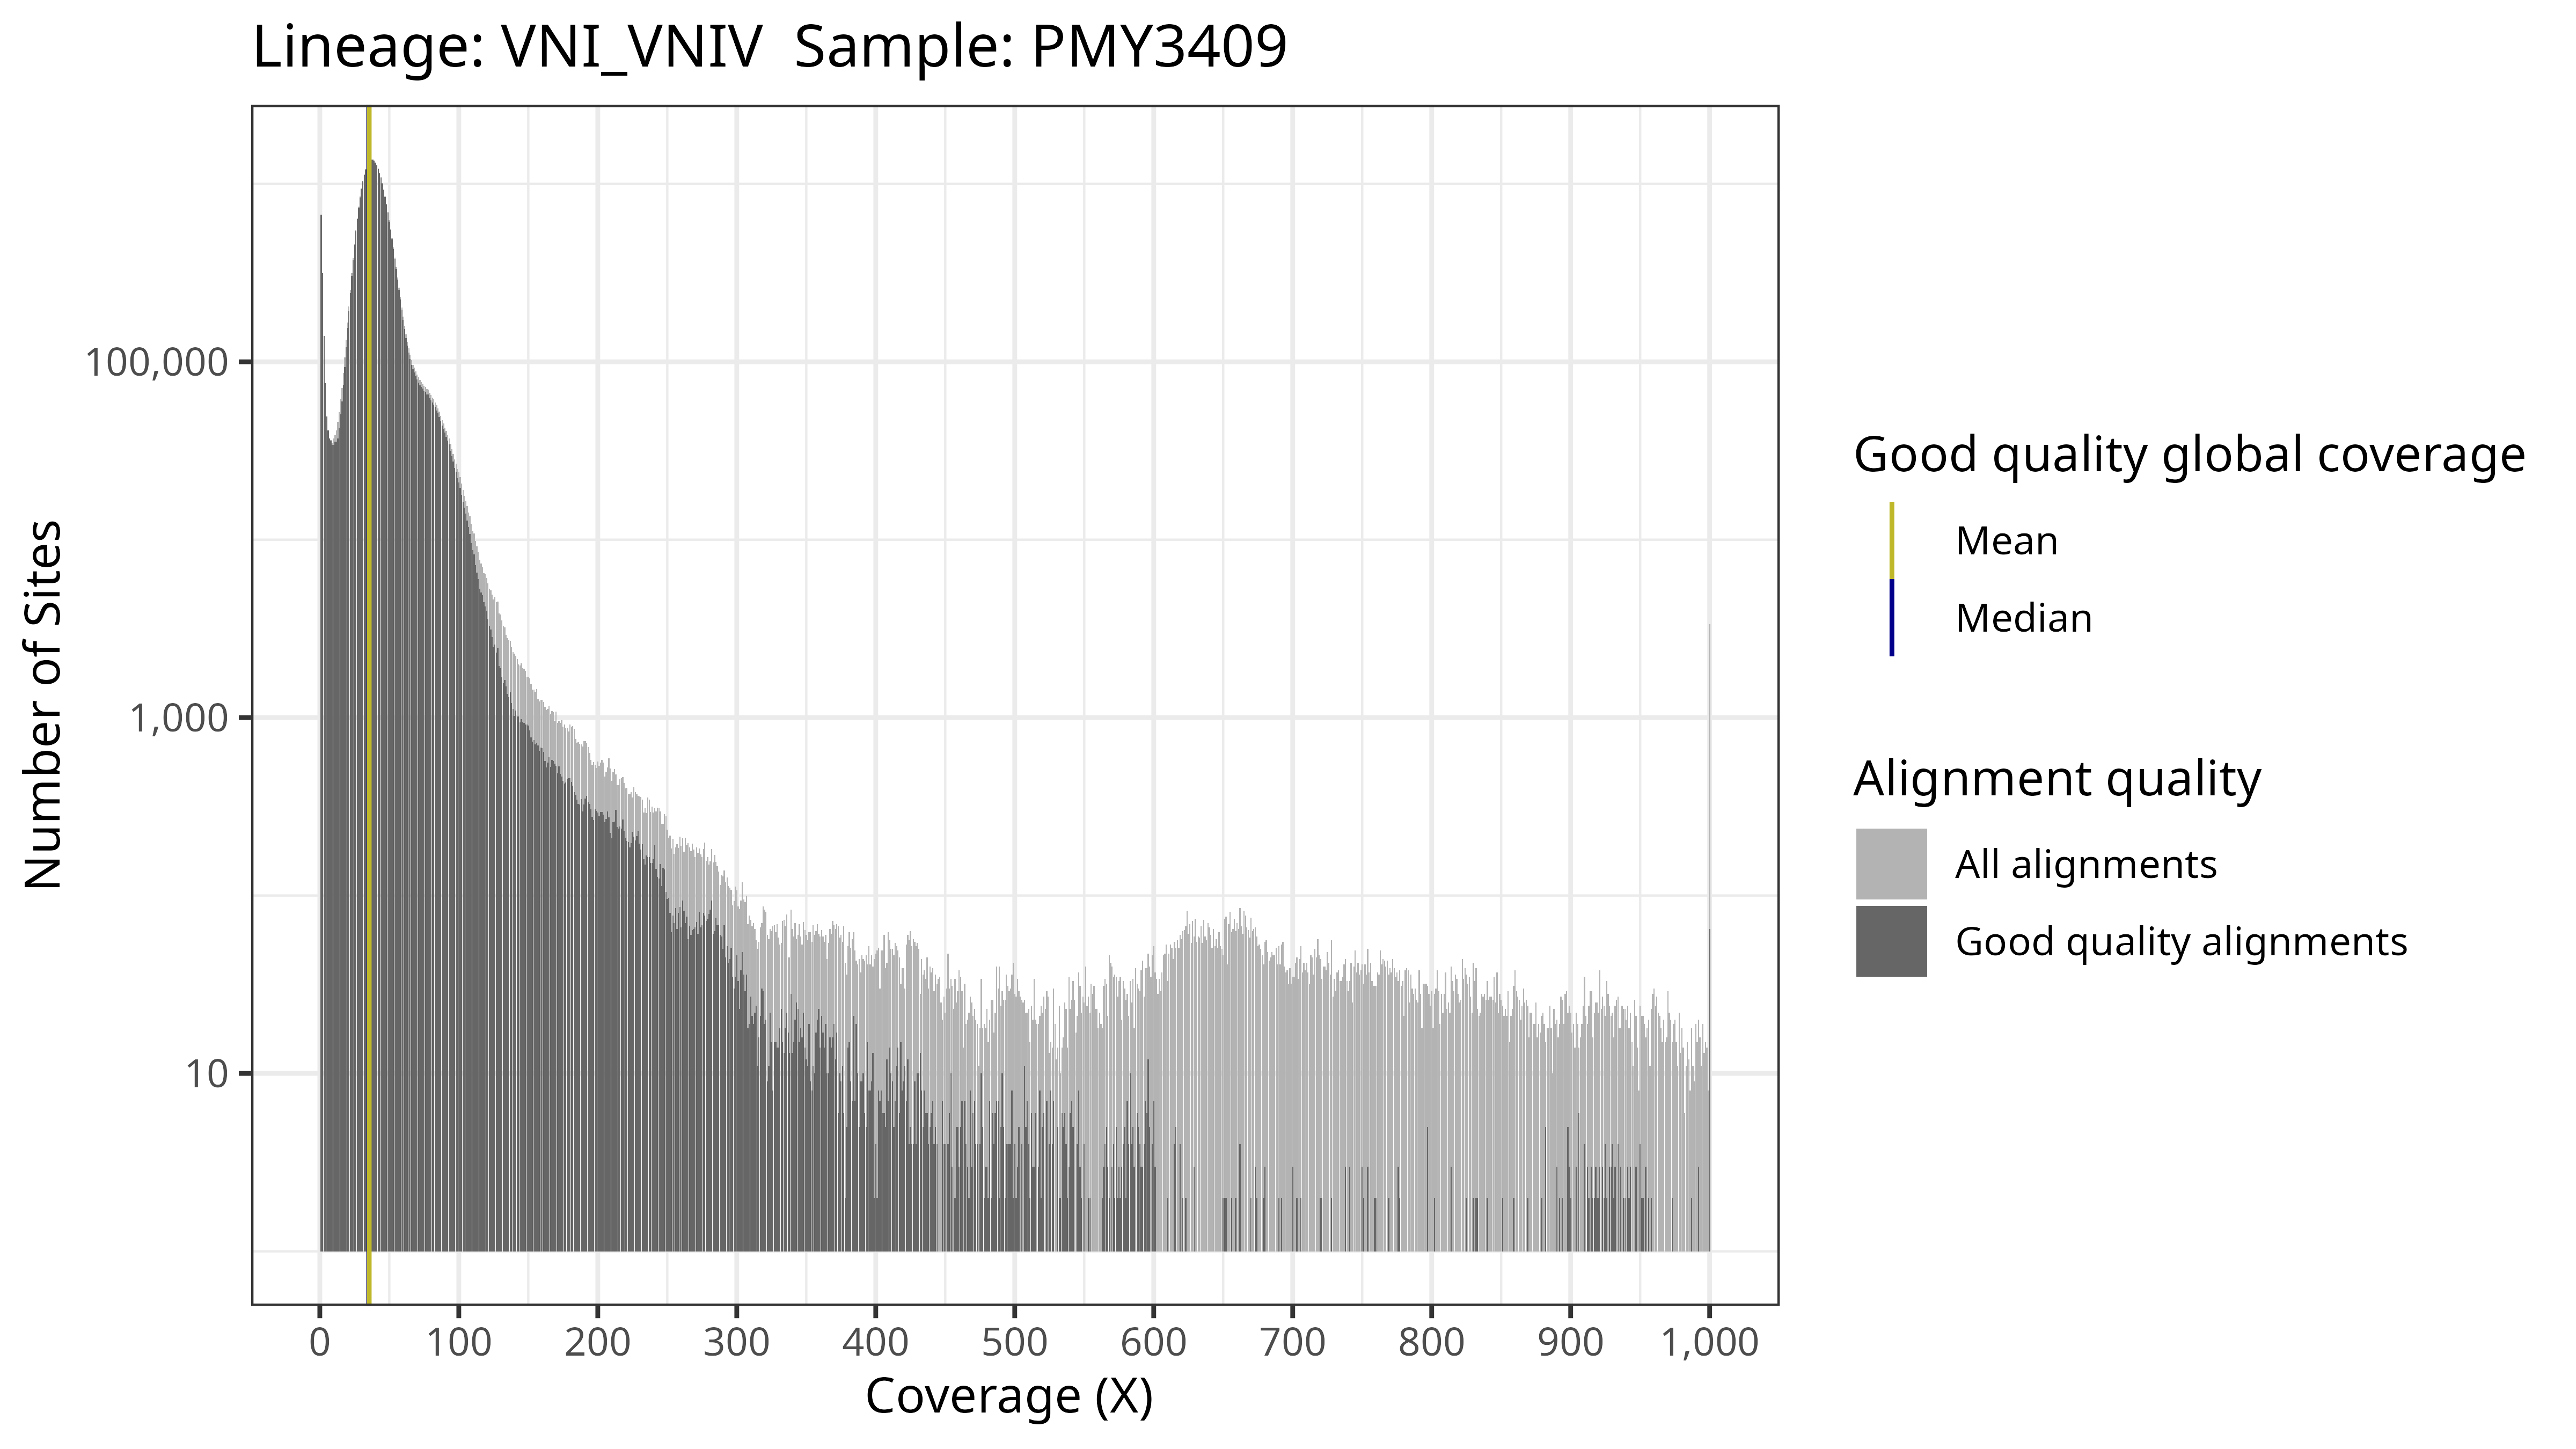 Lineage: VNI_VNIV  Sample: PMY3409
Number of Sites
100,000
1,000
10
0 100 200 300 400 500 600 700 800 900 1,000
Coverage (X)
Good quality global coverage
Mean
Median
Alignment quality
All alignments
Good quality alignments